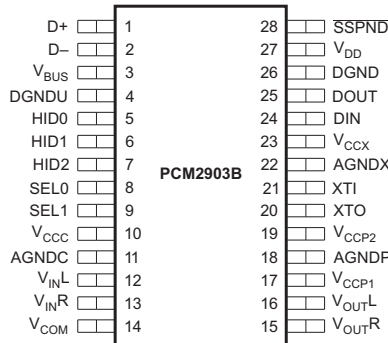 D+ 1 28 SSPND
D– 2 27 VDD
VBUS 3 26 DGND
DGNDU 4 25 DOUT
HID0 5 24 DIN
HID1 6 23 VCCX
HID2 7 22 AGNDX
PCM2903B
SEL0 8 21 XTI
SEL1 9 20 XTO
VCCC 10 19 VCCP2
AGNDC 11 18 AGNDP
VINL 12 17 VCCP1
VINR 13 16 VOUTL
VCOM 14 15 VOUTR